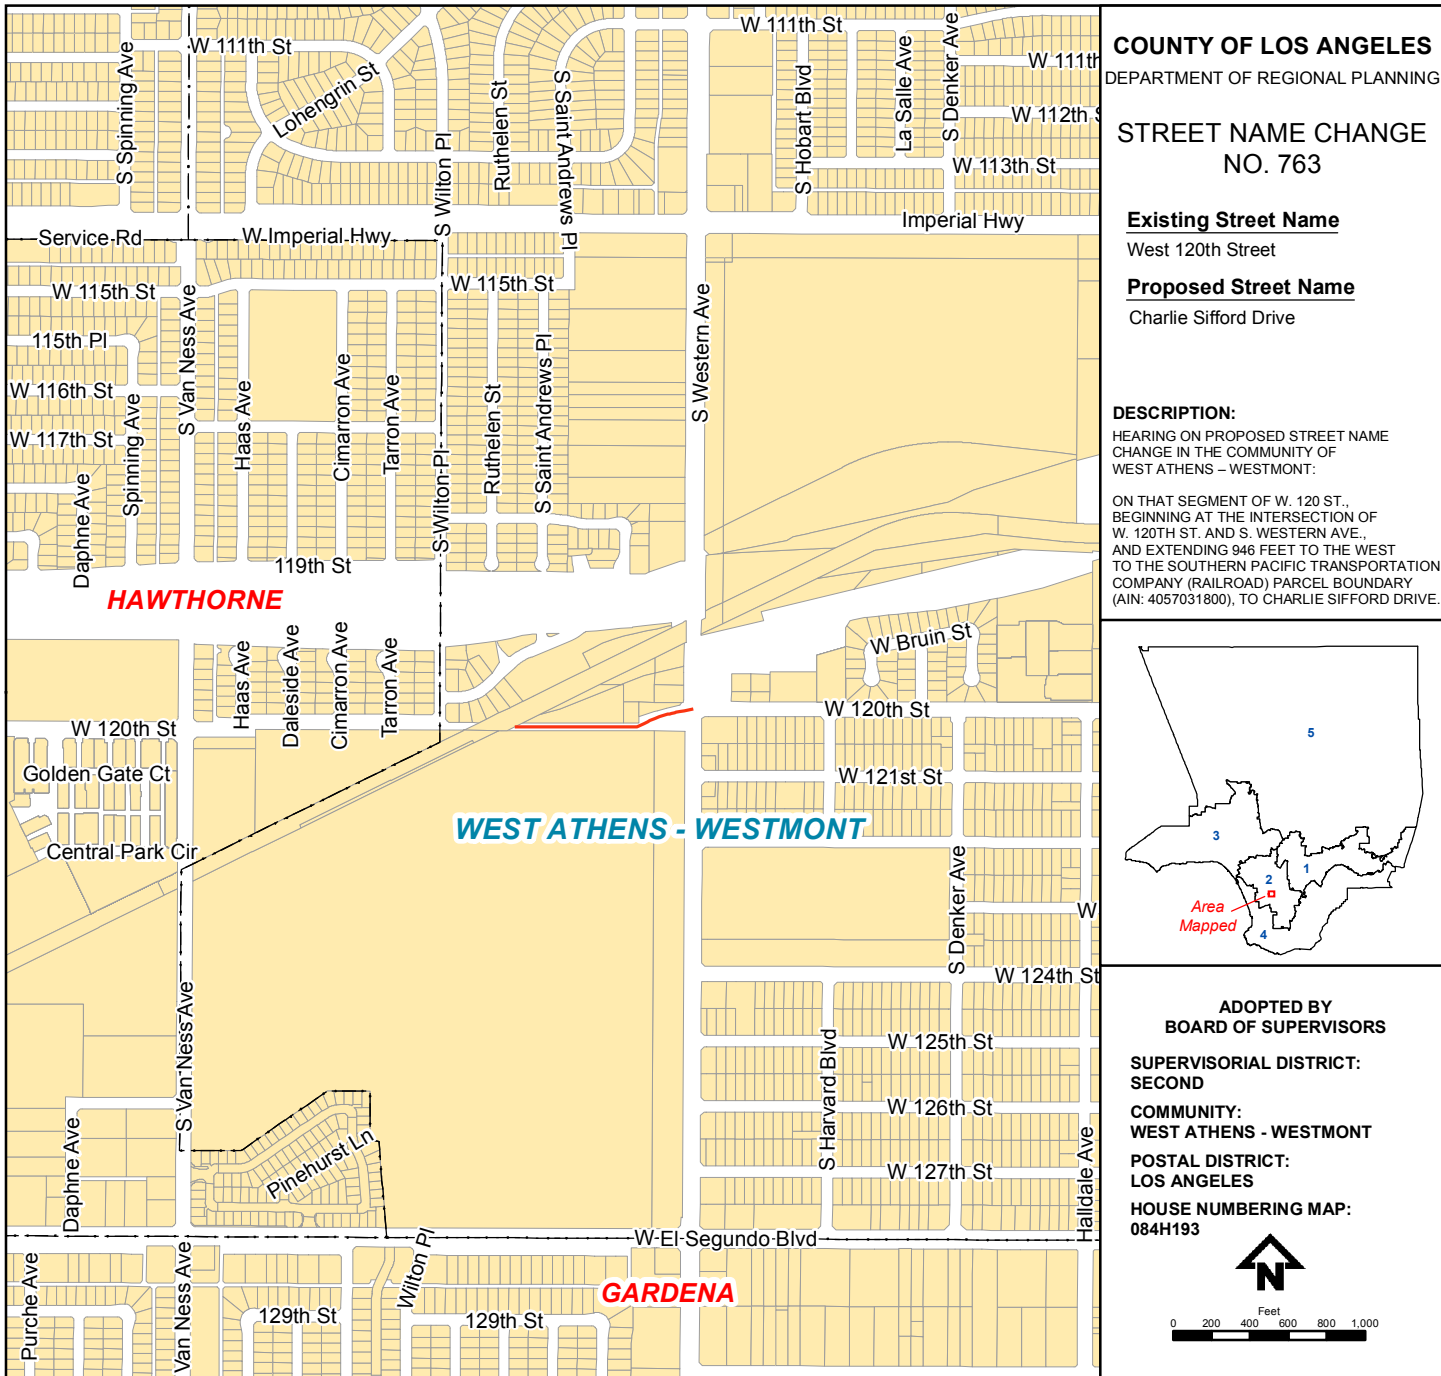 W 111th St
W 111th St
W 111th
S Spinning Ave
Lohengrin St
S Wilton Pl
Ruthelen St
S Saint Andrews Pl
S Hobart Blvd
La Salle Ave
S Denker Ave
W 112th S
W 113th St
Service Rd
W Imperial Hwy
Imperial Hwy
W 115th St
W 115th St
115th Pl
W 116th St
W 117th St
S Van Ness Ave
Haas Ave
Cimarron Ave
Tarron Ave
S Wilton Pl
Ruthelen St
S Saint Andrews Pl
S Western Ave
Spinning Ave
Daphne Ave
119th St
HAWTHORNE
W Bruin St
Haas Ave
Daleside Ave
Cimarron Ave
Tarron Ave
W 120th St
W 120th St
Golden Gate Ct
W 121st St
WEST ATHENS - WESTMONT
Central Park Cir
S Denker Ave
W
W 124th St
S Van Ness Ave
W 125th St
S Harvard Blvd
W 126th St
Daphne Ave
Pinehurst Ln
W 127th St
Halldale Ave
W El Segundo Blvd
Purche Ave
Van Ness Ave
Wilton Pl
GARDENA
129th St
129th St
COUNTY OF LOS ANGELES
DEPARTMENT OF REGIONAL PLANNING
STREET NAME CHANGE
NO. 763
Existing Street Name
West 120th Street
Proposed Street Name
Charlie Sifford Drive
DESCRIPTION:
HEARING ON PROPOSED STREET NAME
CHANGE IN THE COMMUNITY OF
WEST ATHENS – WESTMONT:
ON THAT SEGMENT OF W. 120 ST.,
BEGINNING AT THE INTERSECTION OF
W. 120TH ST. AND S. WESTERN AVE.,
AND EXTENDING 946 FEET TO THE WEST
TO THE SOUTHERN PACIFIC TRANSPORTATION
COMPANY (RAILROAD) PARCEL BOUNDARY
(AIN: 4057031800), TO CHARLIE SIFFORD DRIVE.
5
3
1
2
Area
Mapped
4
ADOPTED BY
BOARD OF SUPERVISORS
SUPERVISORIAL DISTRICT:
SECOND
COMMUNITY:
WEST ATHENS - WESTMONT
POSTAL DISTRICT:
LOS ANGELES
HOUSE NUMBERING MAP:
084H193
N
Feet
0 200 400 600 800 1,000